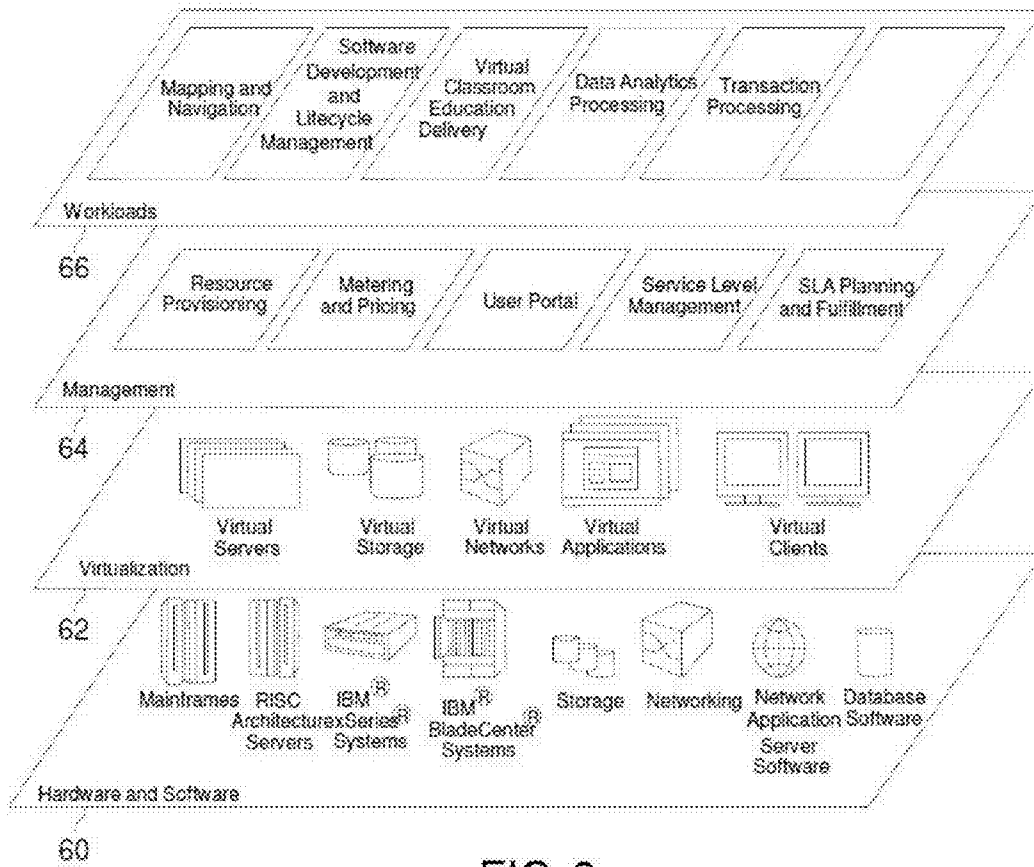 Mapping and
Navigation
Software
Development
and
Lifecycle
Management
Virtual
Classroom
Education
Delivery
Data Analytics
Processing
Transaction
Processing
Workloads
66
Resource
Provisioning
Metering
and Pricing
User Portal
Service Level
Management
SLA Planning
and Fulfillment
Management
64
Virtual
Servers
Virtual
Storage
Virtual
Networks
Virtual
Applications
Virtual
Clients
Virtualization
62
Mainframes
RISC
Architecture
Servers
IBM®
xSeries®
Systems
IBM®
BladeCenter®
Systems
Storage
Networking
Network
Application
Server
Software
Database
Software
Hardware and Software
60